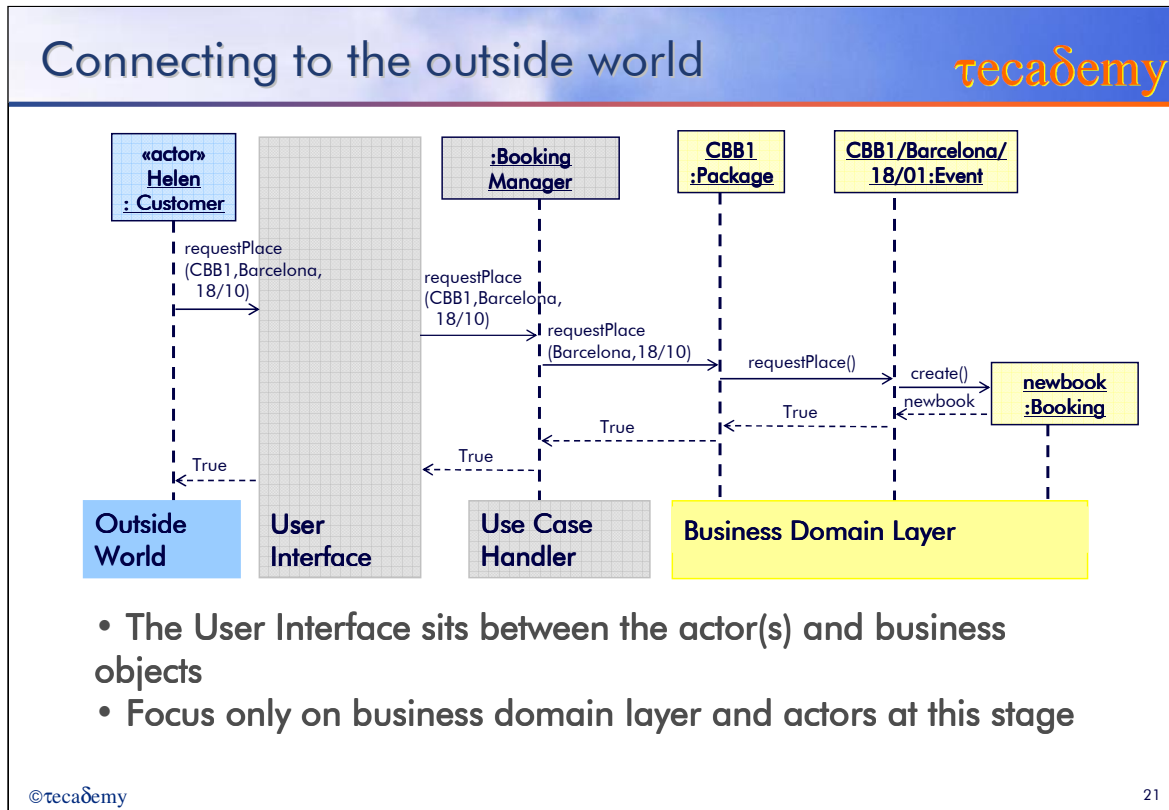 Connecting to the outside world
τecaδemy
«actor»
Helen
: Customer
:Booking
Manager
CBB1
:Package
CBB1/Barcelona/
18/01:Event
requestPlace
(CBB1,Barcelona,
18/10)
requestPlace
(CBB1,Barcelona,
18/10)
requestPlace
(Barcelona,18/10)
requestPlace()
create()
newbook
:Booking
newbook
True
True
True
True
Outside
World
User
Interface
Use Case
Handler
Business Domain Layer
• The User Interface sits between the actor(s) and business
objects
• Focus only on business domain layer and actors at this stage
©τecaδemy
21